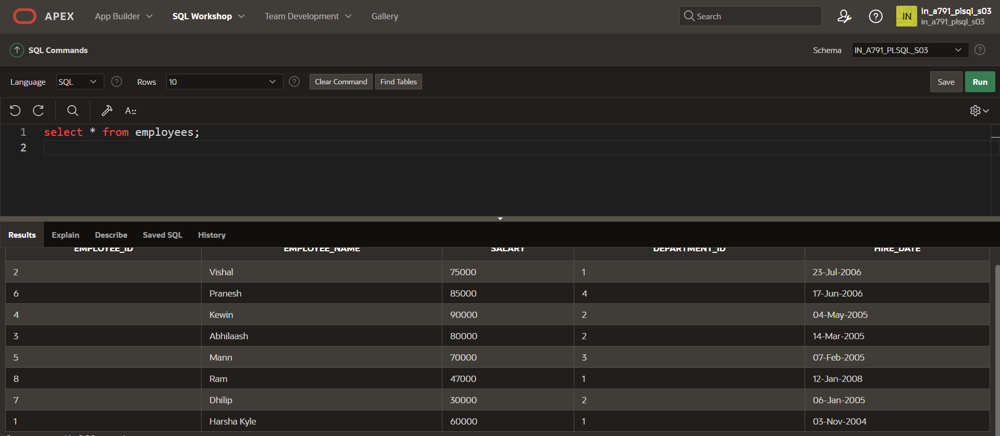 APEX App Builder SQL Workshop Team Development Gallery Search ? IN in_a791_plsql_s03
in_a791_plsql_s03
SQL Commands Schema IN_A791_PLSQL_S03 ?
Language SQL ? Rows 10 ? Clear Command Find Tables Save Run
A::
1 select * from employees;
2
Results Explain Describe Saved SQL History
EMPLOYEE_ID EMPLOYEE_NAME SALARY DEPARTMENT_ID HIRE_DATE
2 Vishal 75000 1 23-Jul-2006
6 Pranesh 85000 4 17-Jun-2006
4 Kewin 90000 2 04-May-2005
3 Abhilaash 80000 2 14-Mar-2005
5 Mann 70000 3 07-Feb-2005
8 Ram 47000 1 12-Jan-2008
7 Dhilip 30000 2 06-Jan-2005
1 Harsha Kyle 60000 1 03-Nov-2004